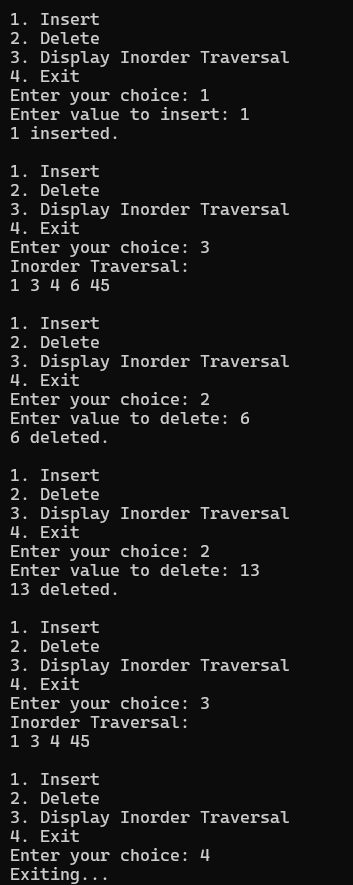 1. Insert
2. Delete
3. Display Inorder Traversal
4. Exit
Enter your choice: 1
Enter value to insert: 1
1 inserted.
1. Insert
2. Delete
3. Display Inorder Traversal
4. Exit
Enter your choice: 3
Inorder Traversal:
1 3 4 6 45
1. Insert
2. Delete
3. Display Inorder Traversal
4. Exit
Enter your choice: 2
Enter value to delete: 6
6 deleted.
1. Insert
2. Delete
3. Display Inorder Traversal
4. Exit
Enter your choice: 2
Enter value to delete: 13
13 deleted.
1. Insert
2. Delete
3. Display Inorder Traversal
4. Exit
Enter your choice: 3
Inorder Traversal:
1 3 4 45
1. Insert
2. Delete
3. Display Inorder Traversal
4. Exit
Enter your choice: 4
Exiting...